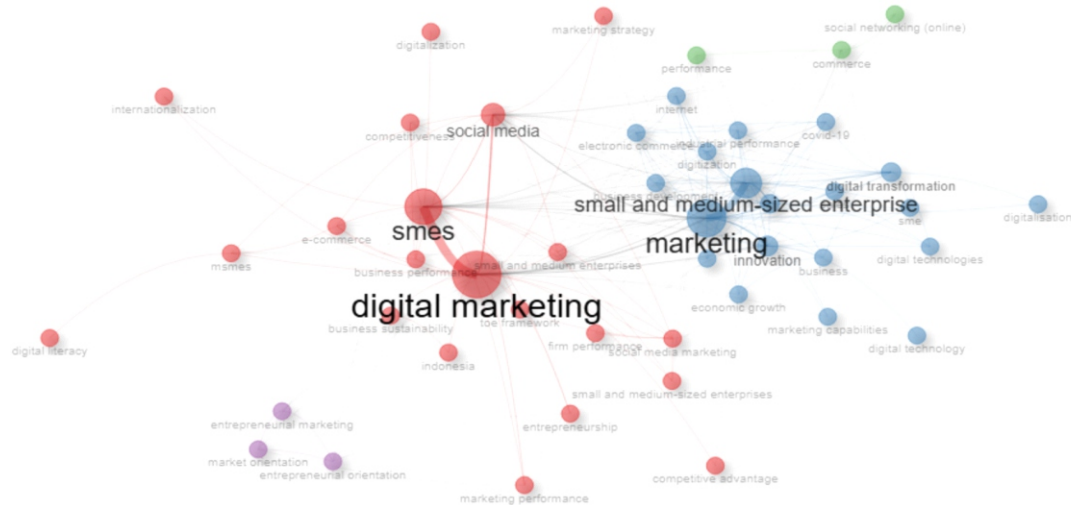 social networking (online)
marketing strategy
digitalization
commerce
performance
internationalization
internet
social media
competitiveness
covid-19
electronic commerce
industrial performance
digitization
business development
digital transformation
small and medium-sized enterprise
sme
digitalisation
smes
e-commerce
marketing
msmes
business performance
small and medium enterprises
innovation
business
digital technologies
digital marketing
economic growth
business sustainability
toe framework
marketing capabilities
digital literacy
firm performance
social media marketing
digital technology
indonesia
small and medium-sized enterprises
entrepreneurial marketing
entrepreneurship
market orientation
entrepreneurial orientation
competitive advantage
marketing performance